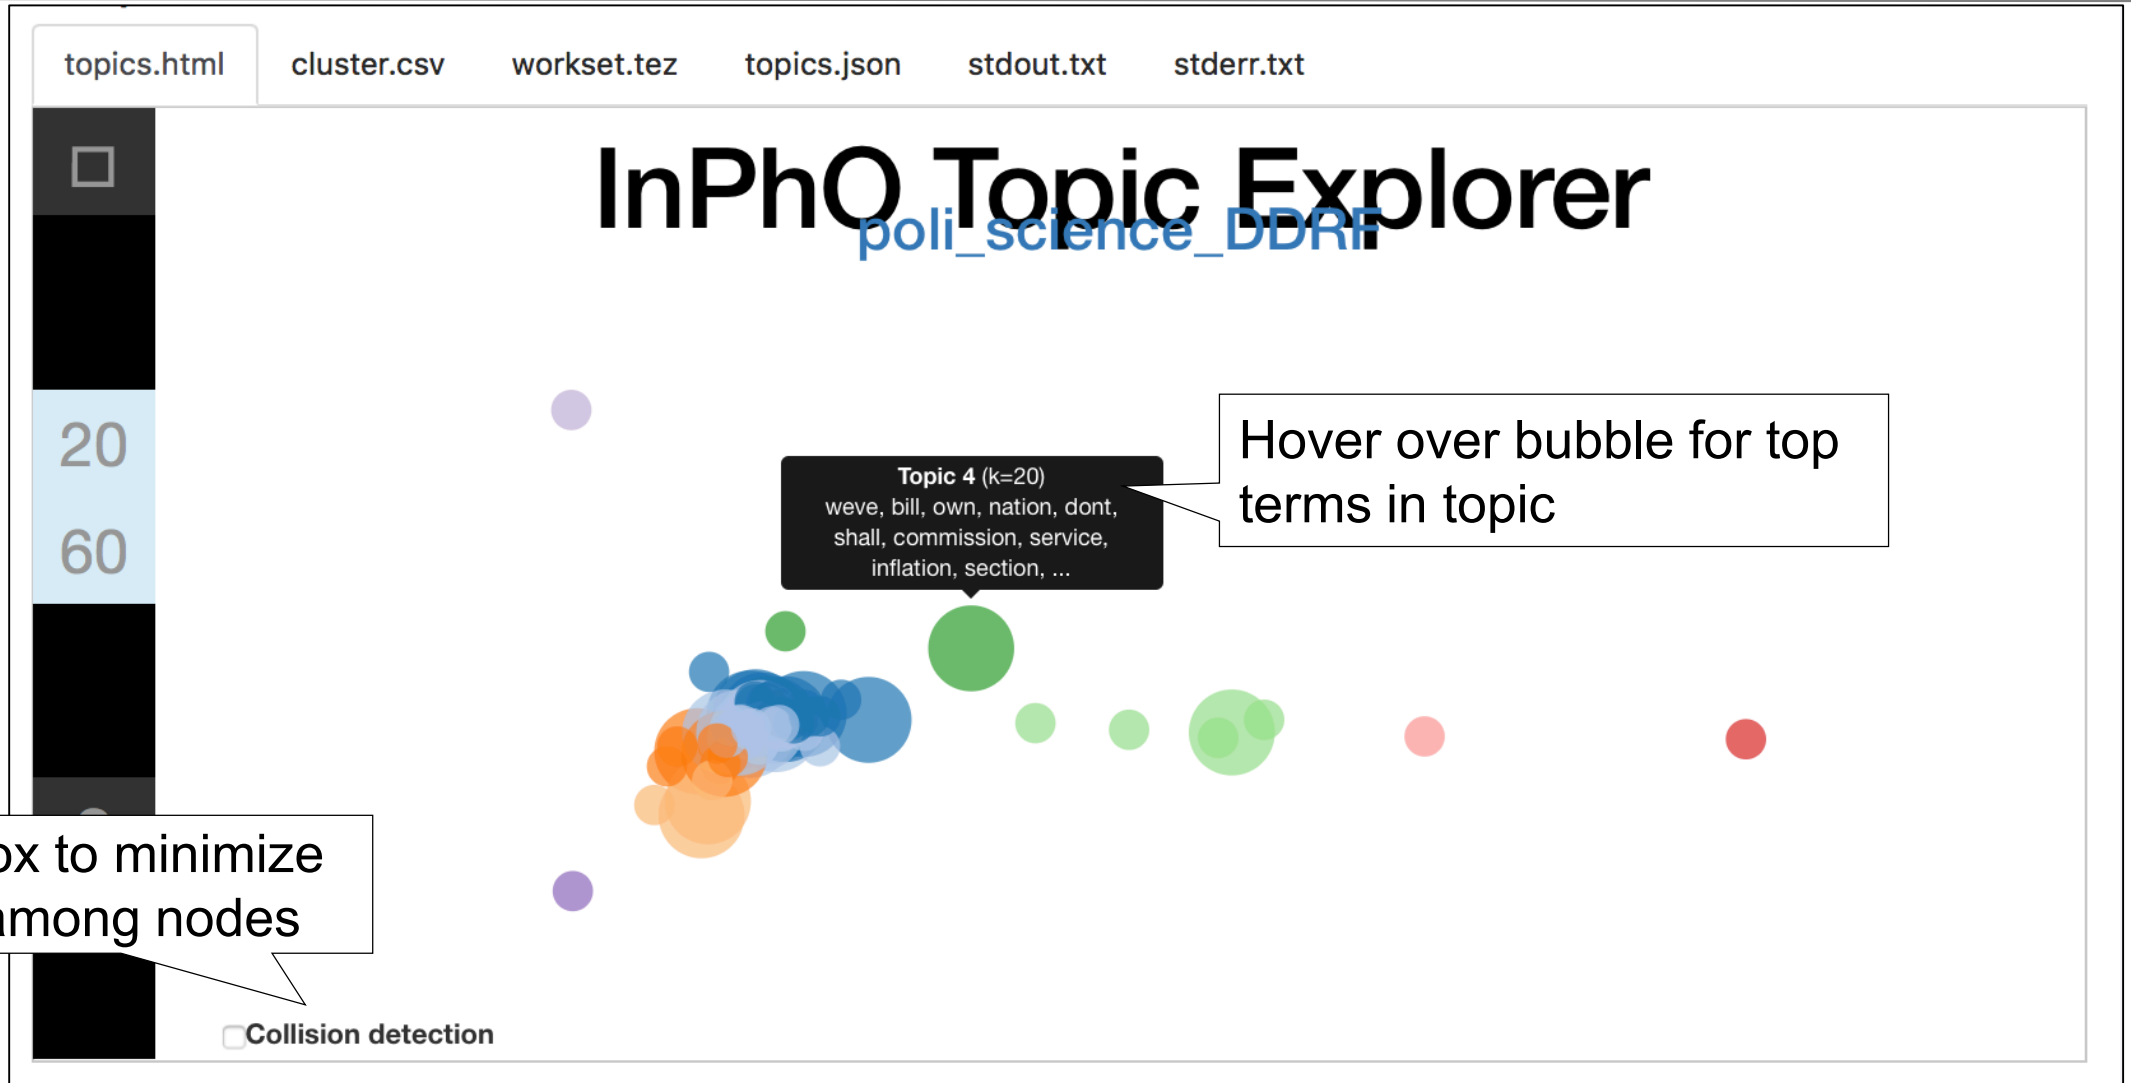 topics.html cluster.csv workset.tez topics.json stdout.txt stderr.txt
InPhO Topic Explorer
poli_science_DDRF
20
60
Topic 4 (k=20)
weve, bill, own, nation, dont,
shall, commission, service,
inflation, section, ...
Hover over bubble for top
terms in topic
to minimize
among nodes
Collision detection